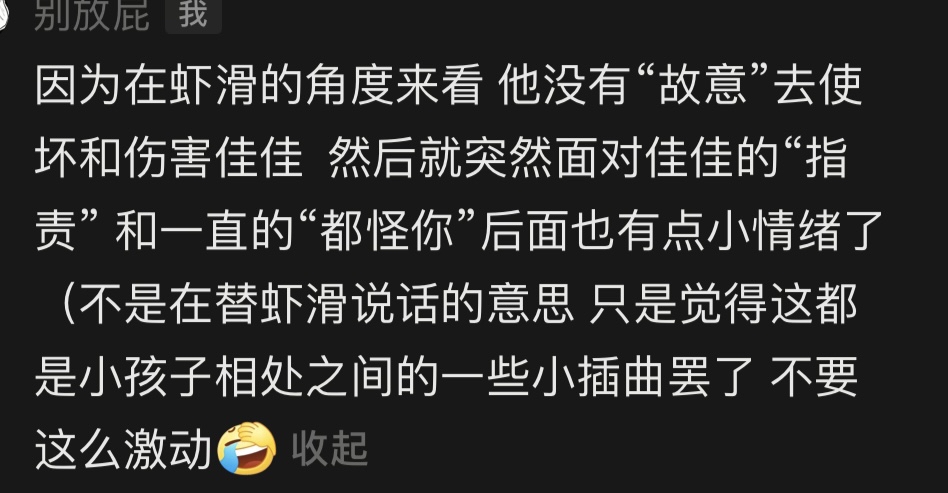 别放屁 我
因为在虾滑的角度来看 他没有“故意”去使
坏和伤害佳佳 然后就突然面对佳佳的“指
责” 和一直的“都怪你”后面也有点小情绪了
（不是在替虾滑说话的意思 只是觉得这都
是小孩子相处之间的一些小插曲罢了 不要
这么激动🤣 收起